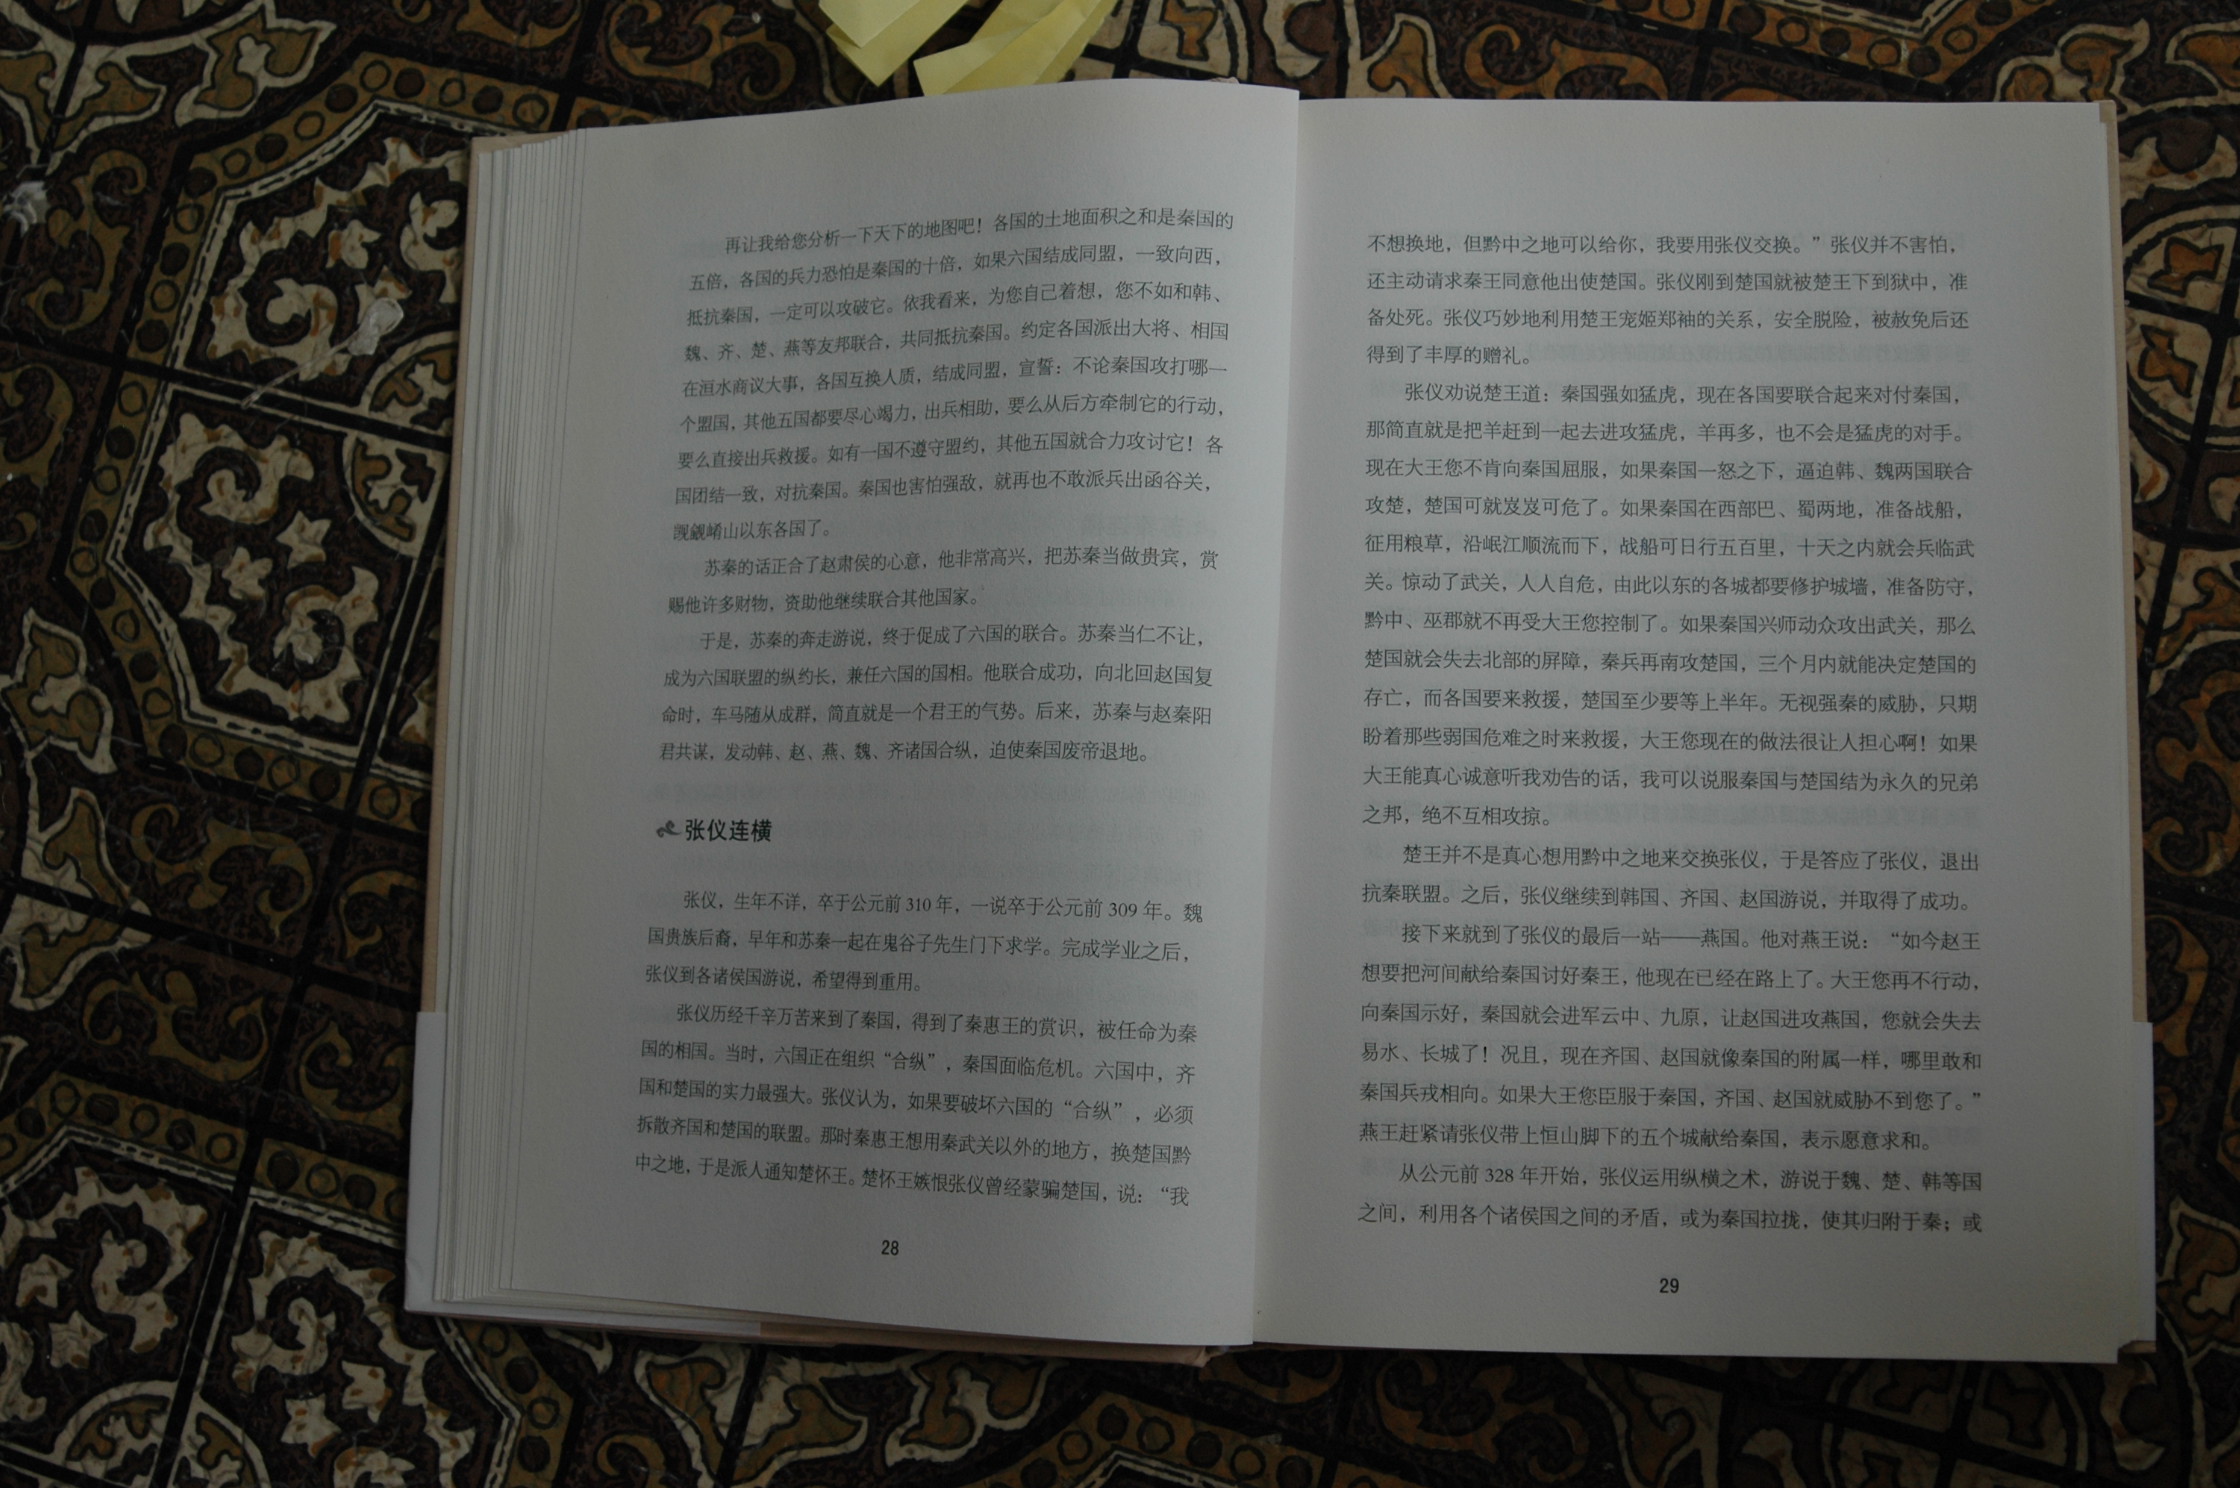 再让我给您分析一下天下的地图吧！各国的土地面积之和是秦国的
五倍，各国的兵力恐怕是秦国的十倍，如果六国结成同盟，一致向西，
抵抗秦国，一定可以攻破它。依我看来，为您自己着想，您不如和韩、
魏、齐、楚、燕等友邦联合，共同抵抗秦国。约定各国派出大将、相国
在洹水商议大事，各国互换人质，结成同盟，宣誓：不论秦国攻打哪一
个盟国，其他五国都要尽心竭力，出兵相助，要么从后方牵制它的行动，
要么直接出兵救援。如有一国不遵守盟约，其他五国就合力攻讨它！各
国团结一致，对抗秦国。秦国也害怕强敌，就再也不敢派兵出函谷关，
觊觎崤山以东各国了。
苏秦的话正合了赵肃侯的心意，他非常高兴，把苏秦当做贵宾，赏
赐他许多财物，资助他继续联合其他国家。
于是，苏秦的奔走游说，终于促成了六国的联合。苏秦当仁不让，
成为六国联盟的纵约长，兼任六国的国相。他联合成功，向北回赵国复
命时，车马随从成群，简直就是一个君王的气势。后来，苏秦与赵秦阳
君共谋，发动韩、赵、燕、魏、齐诸国合纵，迫使秦国废帝退地。
张仪连横
张仪，生年不详，卒于公元前 310 年，一说卒于公元前 309 年。魏
国贵族后裔，早年和苏秦一起在鬼谷子先生门下求学。完成学业之后，
张仪到各诸侯国游说，希望得到重用。
张仪历经千辛万苦来到了秦国，得到了秦惠王的赏识，被任命为秦
国的相国。当时，六国正在组织“合纵”，秦国面临危机。六国中，齐
国和楚国的实力最强大。张仪认为，如果要破坏六国的“合纵”，必须
拆散齐国和楚国的联盟。那时秦惠王想用秦武关以外的地方，换楚国黔
中之地，于是派人通知楚怀王。楚怀王嫉恨张仪曾经蒙骗楚国，说：“我
28
不想换地，但黔中之地可以给你，我要用张仪交换。”张仪并不害怕，
还主动请求秦王同意他出使楚国。张仪刚到楚国就被楚王下到狱中，准
备处死。张仪巧妙地利用楚王宠姬郑袖的关系，安全脱险，被赦免后还
得到了丰厚的赠礼。
张仪劝说楚王道：秦国强如猛虎，现在各国要联合起来对付秦国，
那简直就是把羊赶到一起去进攻猛虎，羊再多，也不会是猛虎的对手。
现在大王您不肯向秦国屈服，如果秦国一怒之下，逼迫韩、魏两国联合
攻楚，楚国可就岌岌可危了。如果秦国在西部巴、蜀两地，准备战船，
征用粮草，沿岷江顺流而下，战船可日行五百里，十天之内就会兵临武
关。惊动了武关，人人自危，由此以东的各城都要修护城墙，准备防守，
黔中、巫郡就不再受大王您控制了。如果秦国兴师动众攻出武关，那么
楚国就会失去北部的屏障，秦兵再南攻楚国，三个月内就能决定楚国的
存亡，而各国要来救援，楚国至少要等上半年。无视强秦的威胁，只期
盼着那些弱国危难之时来救援，大王您现在的做法很让人担心啊！如果
大王能真心诚意听我劝告的话，我可以说服秦国与楚国结为永久的兄弟
之邦，绝不互相攻掠。
楚王并不是真心想用黔中之地来交换张仪，于是答应了张仪，退出
抗秦联盟。之后，张仪继续到韩国、齐国、赵国游说，并取得了成功。
接下来就到了张仪的最后一站——燕国。他对燕王说：“如今赵王
想要把河间献给秦国讨好秦王，他现在已经在路上了。大王您再不行动，
向秦国示好，秦国就会进军云中、九原，让赵国进攻燕国，您就会失去
易水、长城了！况且，现在齐国、赵国就像秦国的附属一样，哪里敢和
秦国兵戎相向。如果大王您臣服于秦国，齐国、赵国就威胁不到您了。”
燕王赶紧请张仪带上恒山脚下的五个城献给秦国，表示愿意求和。
从公元前 328 年开始，张仪运用纵横之术，游说于魏、楚、韩等国
之间，利用各个诸侯国之间的矛盾，或为秦国拉拢，使其归附于秦；或
29